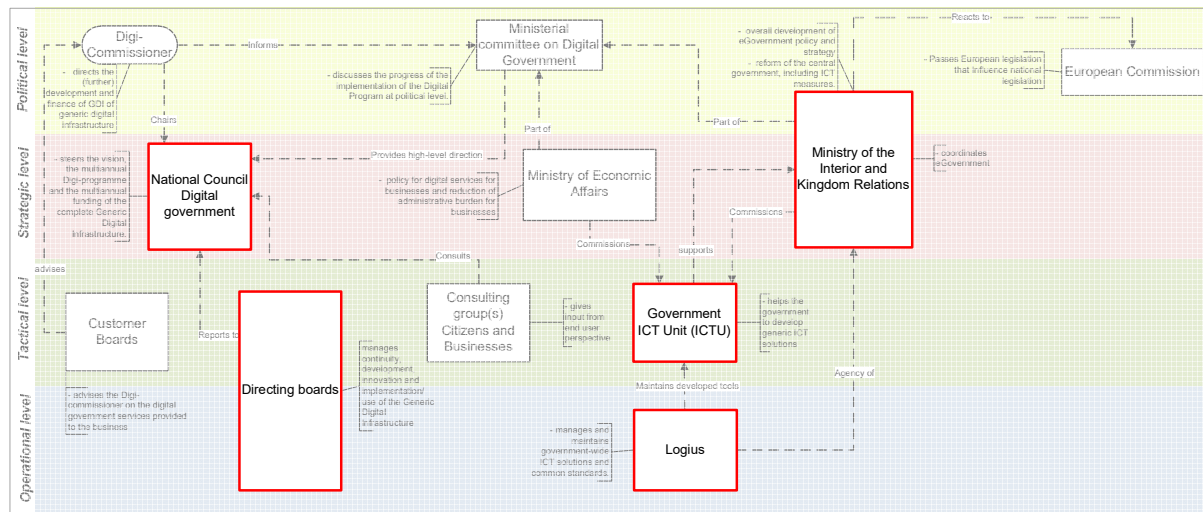 Political level
Digi-
Commissioner
- directs the
(further)
development and
finance of GDI of
generic digital
infrastructure
Informs
Ministerial
committee on Digital
Government
- discusses the progress of the
implementation of the Digital
Program at political level.
- overall development of
eGovernment policy and
strategy
- reform of the central
government, including ICT
measures.
Reacts to
- Passes European legislation
that Influence national
legislation
European Commission
Chairs
Part of
Part of
Strategic level
- steers the vision,
the multiannual
Digi-programme
and the multiannual
funding of the
complete Generic
Digital
Infrastructure.
National Council
Digital
government
Provides high-level direction
- policy for digital services for
businesses and reduction of
administrative burden for
businesses
Ministry of Economic
Affairs
Ministry of the
Interior and
Kingdom Relations
- coordinates
eGovernment
Commissions
Commissions
supports
Consults
advises
Tactical level
Customer
Boards
Reports to
Consulting
group(s)
Citizens and
Businesses
- gives
input from
end user
perspective
Government
ICT Unit (ICTU)
- helps the
government
to develop
generic ICT
solutions
Directing boards
manages
continuity,
development,
innovation and
implementation/
use of the Generic
Digital
Infrastructure
Maintains developed tools
Agency of
Operational level
- advises the Digi-
commissioner on the digital
government services provided
to the business
- manages and
maintains
government-wide
ICT solutions and
common standards.
Logius